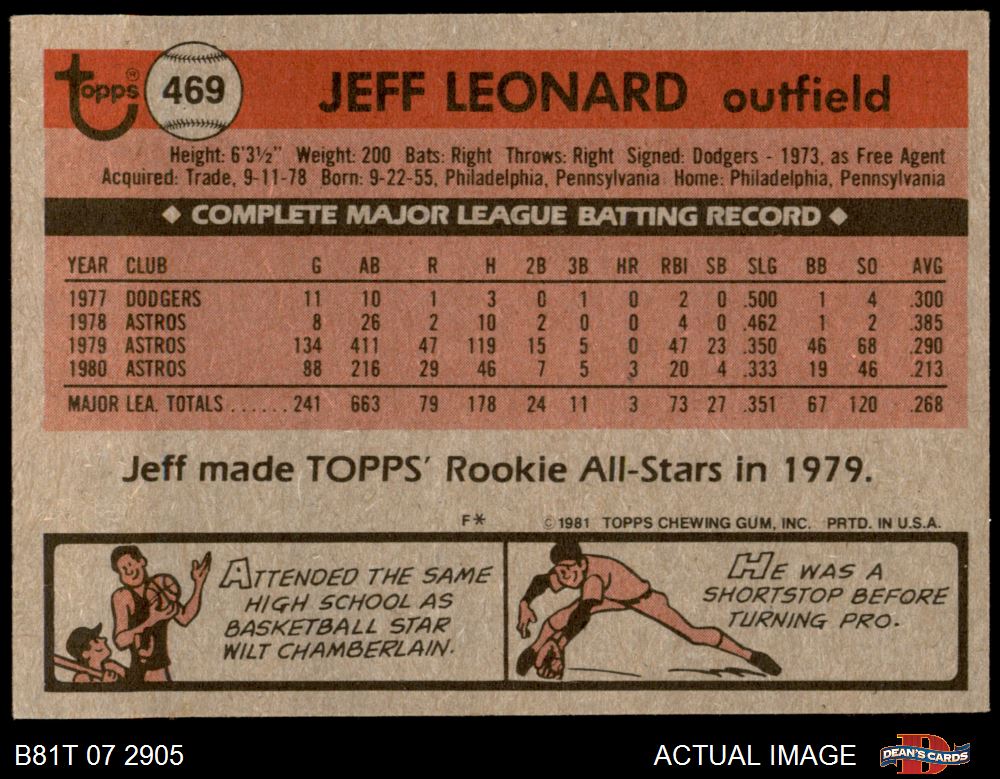 topps® 469 JEFF LEONARD outfield
Height: 6'3½" Weight: 200 Bats: Right Throws: Right Signed: Dodgers - 1973, as Free Agent
Acquired: Trade, 9-11-78 Born: 9-22-55, Philadelphia, Pennsylvania Home: Philadelphia, Pennsylvania
◆ COMPLETE MAJOR LEAGUE BATTING RECORD ◆
YEAR CLUB G AB R H 2B 3B HR RBI SB SLG BB SO AVG
1977 DODGERS 11 10 1 3 0 1 0 2 0 .500 1 4 .300
1978 ASTROS 8 26 2 10 2 0 0 4 0 .462 1 2 .385
1979 ASTROS 134 411 47 119 15 5 0 47 23 .350 46 68 .290
1980 ASTROS 88 216 29 46 7 5 3 20 4 .333 19 46 .213
MAJOR LEA. TOTALS ...... 241 663 79 178 24 11 3 73 27 .351 67 120 .268
Jeff made TOPPS' Rookie All-Stars in 1979.
F* © 1981 TOPPS CHEWING GUM, INC. PRTD. IN U.S.A.
ATTENDED THE SAME
HIGH SCHOOL AS
BASKETBALL STAR
WILT CHAMBERLAIN.
HE WAS A
SHORTSTOP BEFORE
TURNING PRO.
B81T 07 2905 ACTUAL IMAGE DEAN'S CARDS